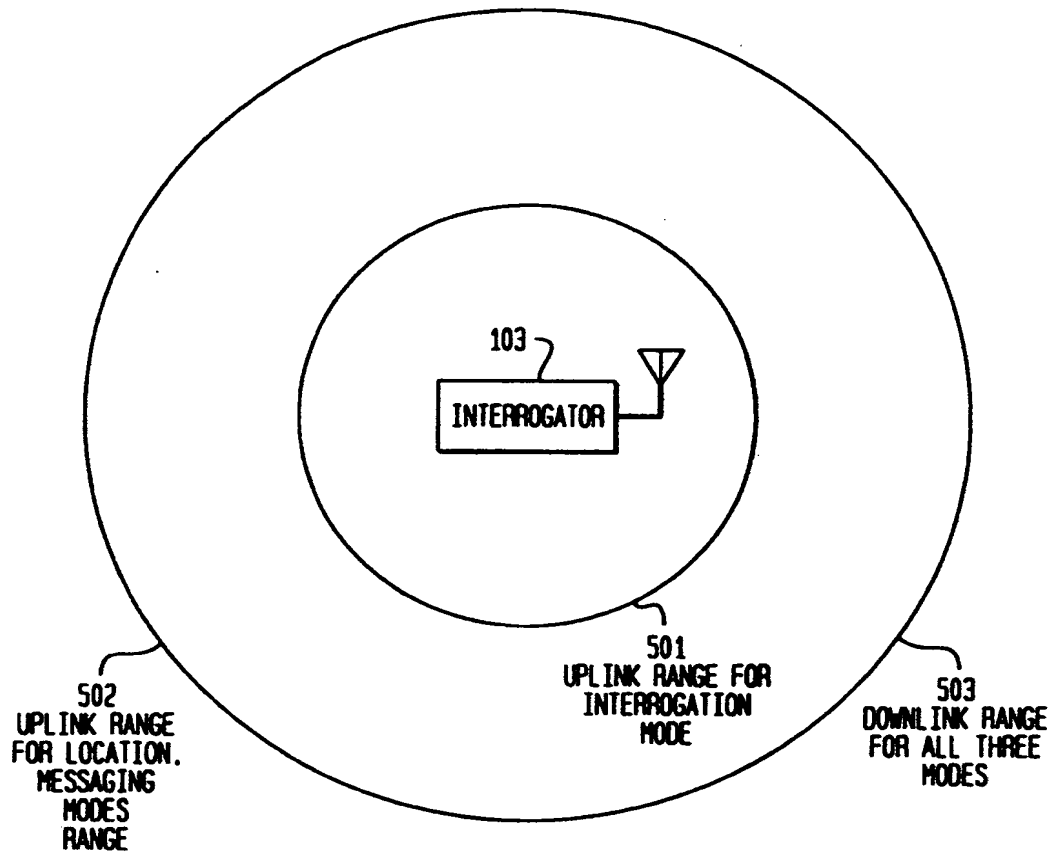 103
INTERROGATOR
501
UPLINK RANGE FOR
INTERROGATION
MODE
502
UPLINK RANGE
FOR LOCATION.
MESSAGING
MODES
RANGE
503
DOWNLINK RANGE
FOR ALL THREE
MODES